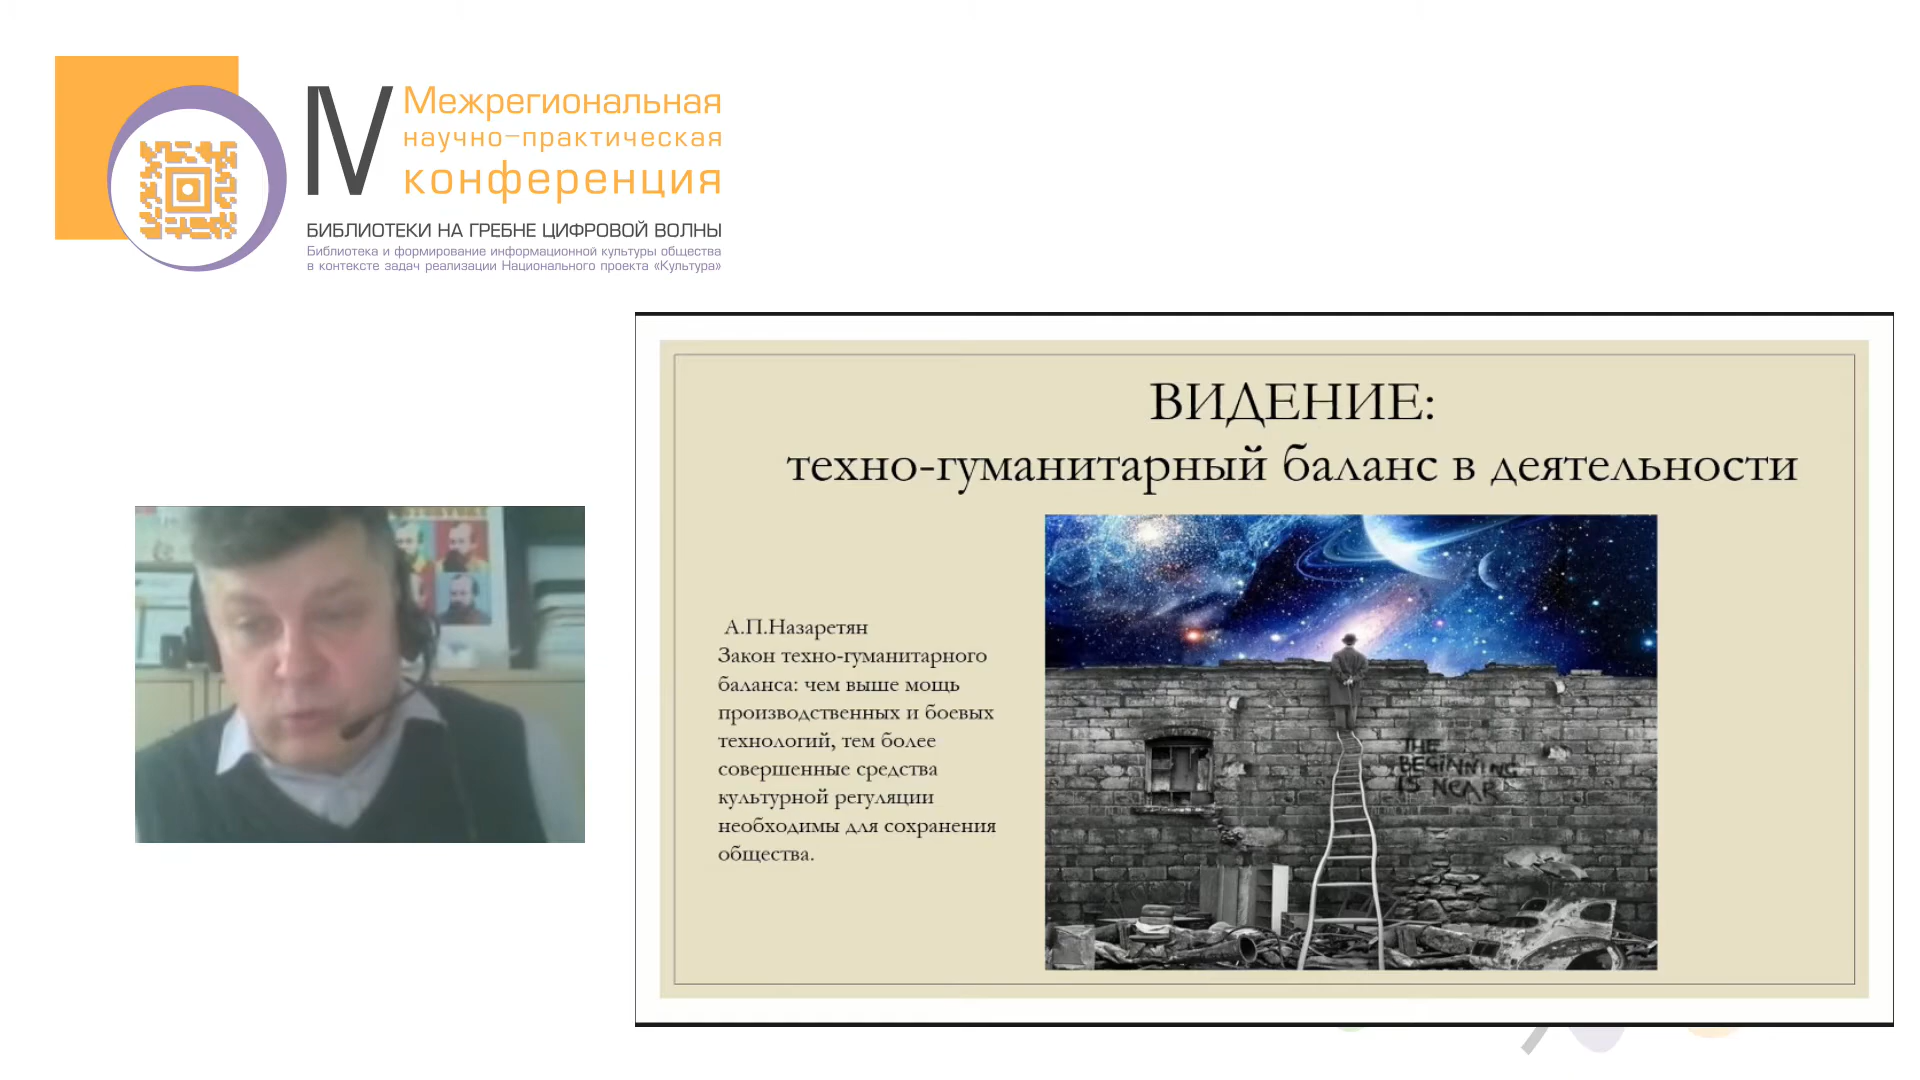 IV Межрегиональная
научно-практическая
конференция
БИБЛИОТЕКИ НА ГРЕБНЕ ЦИФРОВОЙ ВОЛНЫ
Библиотека и формирование информационной культуры общества
в контексте задач реализации Национального проекта «Культура»
ВИДЕНИЕ:
техно-гуманитарный баланс в деятельности
А.П.Назаретян
Закон техно-гуманитарного
баланса: чем выше мощь
производственных и боевых
технологий, тем более
совершенные средства
культурной регуляции
необходимы для сохранения
общества.
THE
BEGINNING
IS NEAR